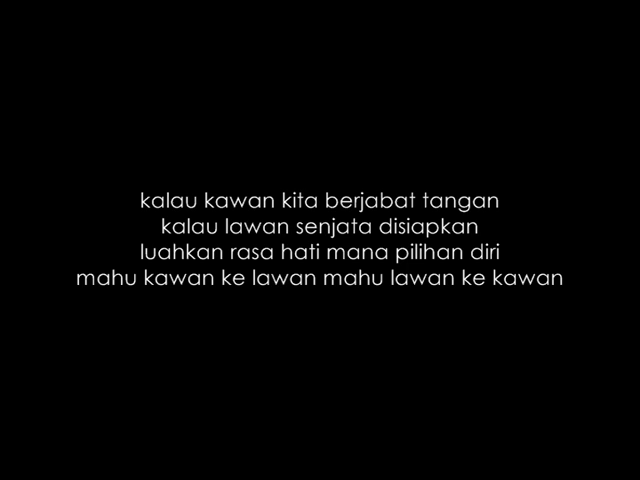 kalau kawan kita berjabat tangan
kalau lawan senjata disiapkan
luahkan rasa hati mana pilihan diri
mahu kawan ke lawan mahu lawan ke kawan